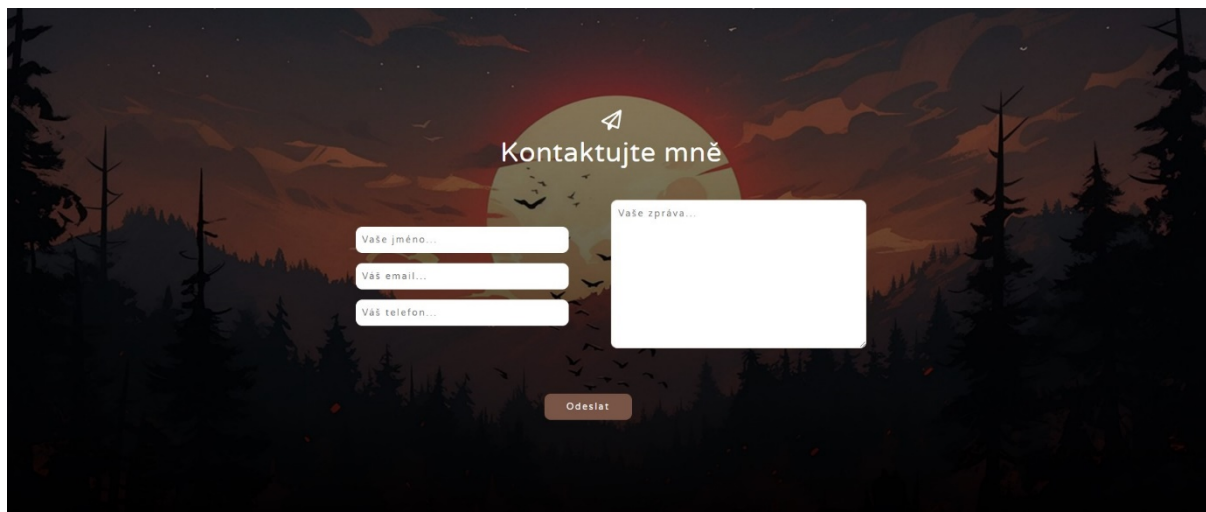 Kontaktujte mně
Vaše jméno...
Váš email...
Váš telefon...
Vaše zpráva...
Odeslat